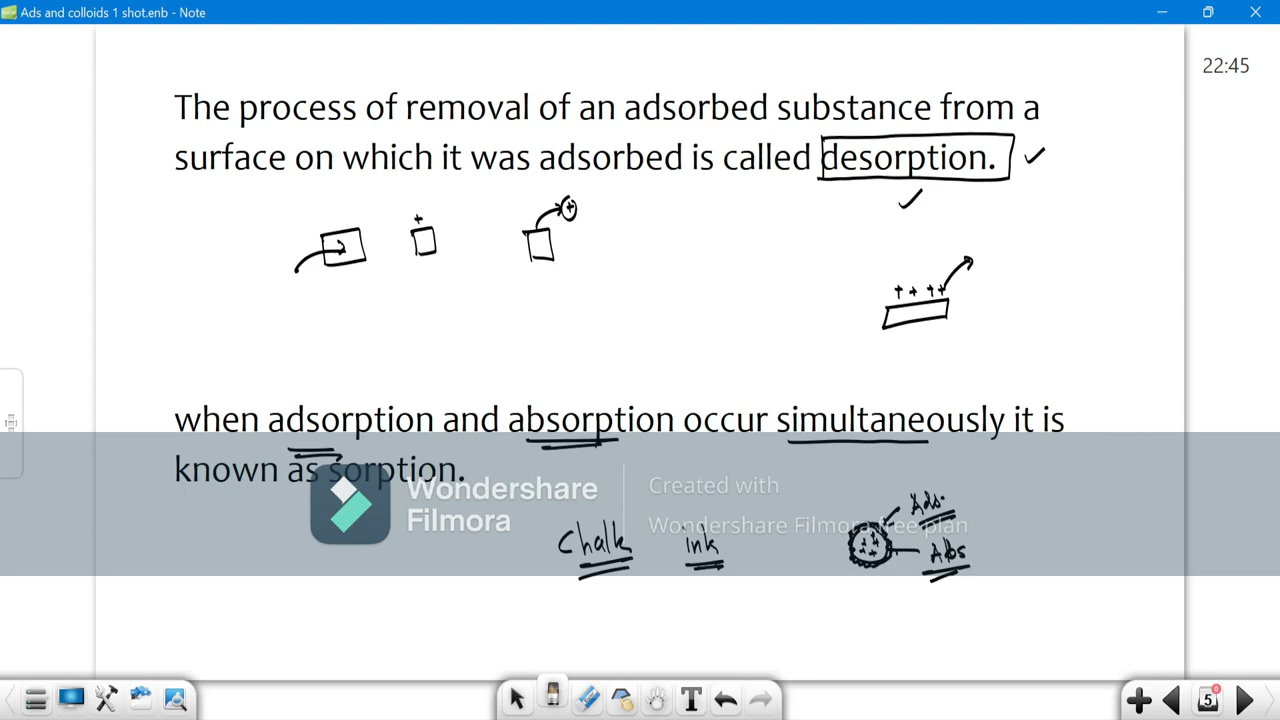 Ads and colloids 1 shot.enb - Note
22:45
The process of removal of an adsorbed substance from a
surface on which it was adsorbed is called desorption.
when adsorption and absorption occur simultaneously it is
known as sorption.
Wondershare
Filmora
Created with
Wondershare Filmora free plan
Chalk ink
Ads.
Abs
T
5